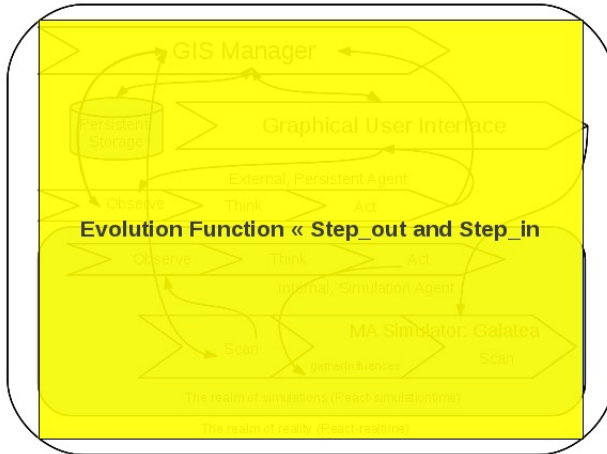 GIS Manager
Persistent
Storage
Graphical User Interface
External, Persistent Agent
Observe Think Act
Evolution Function « Step_out and Step_in
Observe Think Act
Internal, Simulation Agent
MA Simulator: Galatea
Scan Scan
gatherInfluences
The realm of simulations (React-simulationtime)
The realm of reality (React-realtime)